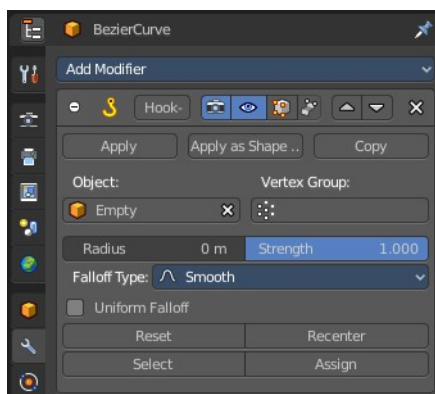 BezierCurve
Add Modifier
Hook-
Apply Apply as Shape .. Copy
Object: Vertex Group:
Empty
Radius 0 m Strength 1.000
Falloff Type: Smooth
Uniform Falloff
Reset Recenter
Select Assign